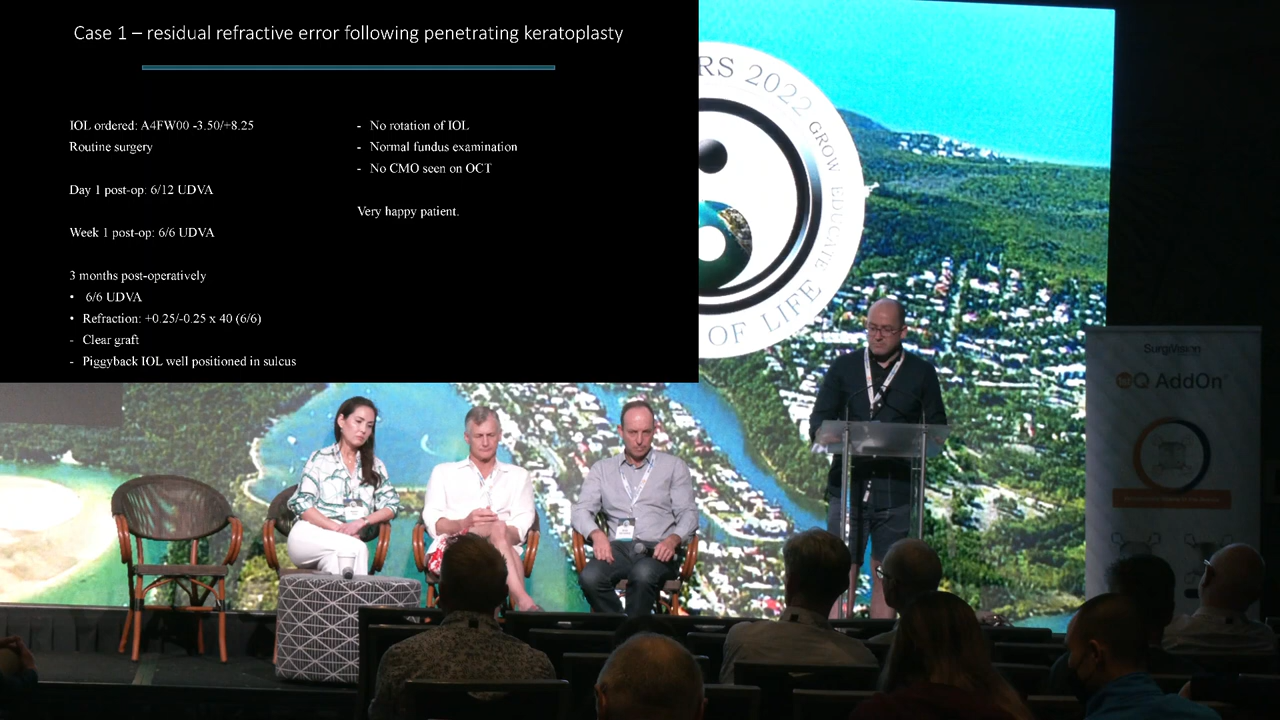 Case 1 – residual refractive error following penetrating keratoplasty
IOL ordered: A4FW00 -3.50/+8.25
Routine surgery
Day 1 post-op: 6/12 UDVA
Week 1 post-op: 6/6 UDVA
3 months post-operatively
• 6/6 UDVA
• Refraction: +0.25/-0.25 x 40 (6/6)
- Clear graft
- Piggyback IOL well positioned in sulcus
- No rotation of IOL
- Normal fundus examination
- No CMO seen on OCT
Very happy patient.
RS 2022
GROW EDUCATE
OF LIFE
SurgiVision
AddOn